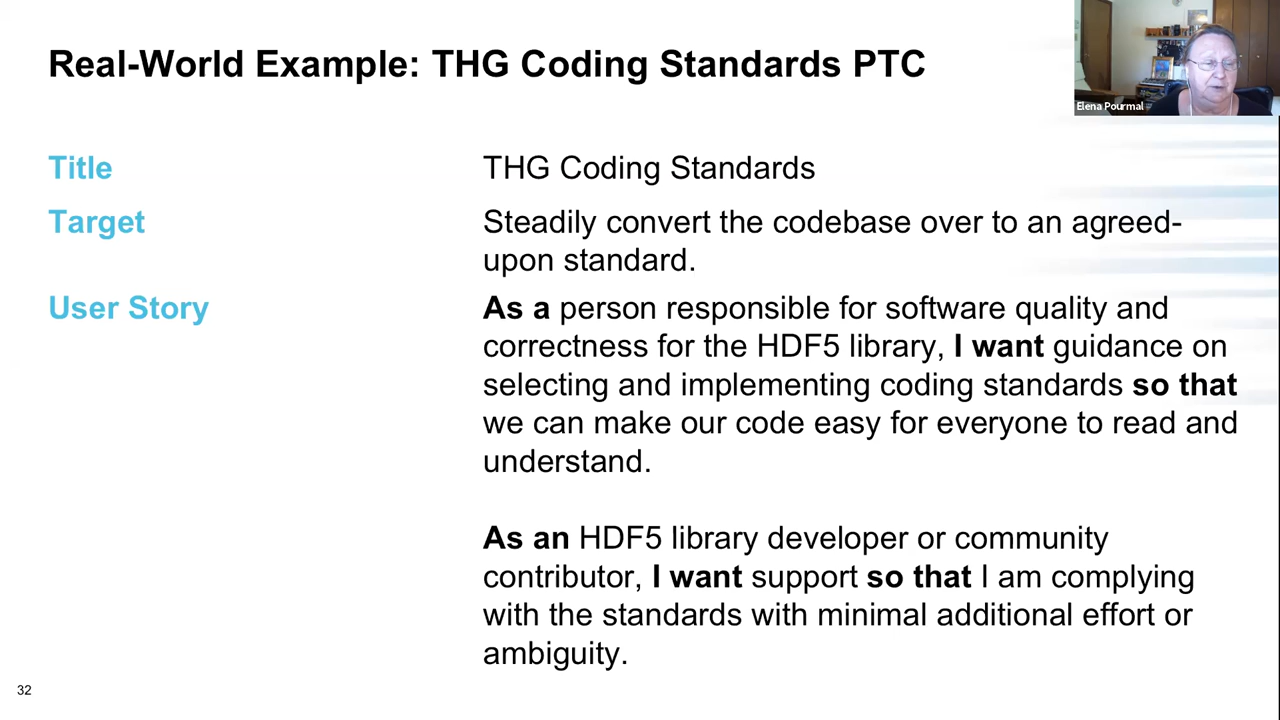 Real-World Example: THG Coding Standards PTC
Elena Pourmal
Title
THG Coding Standards
Target
Steadily convert the codebase over to an agreed-
upon standard.
User Story
As a person responsible for software quality and
correctness for the HDF5 library, I want guidance on
selecting and implementing coding standards so that
we can make our code easy for everyone to read and
understand.
As an HDF5 library developer or community
contributor, I want support so that I am complying
with the standards with minimal additional effort or
ambiguity.
32